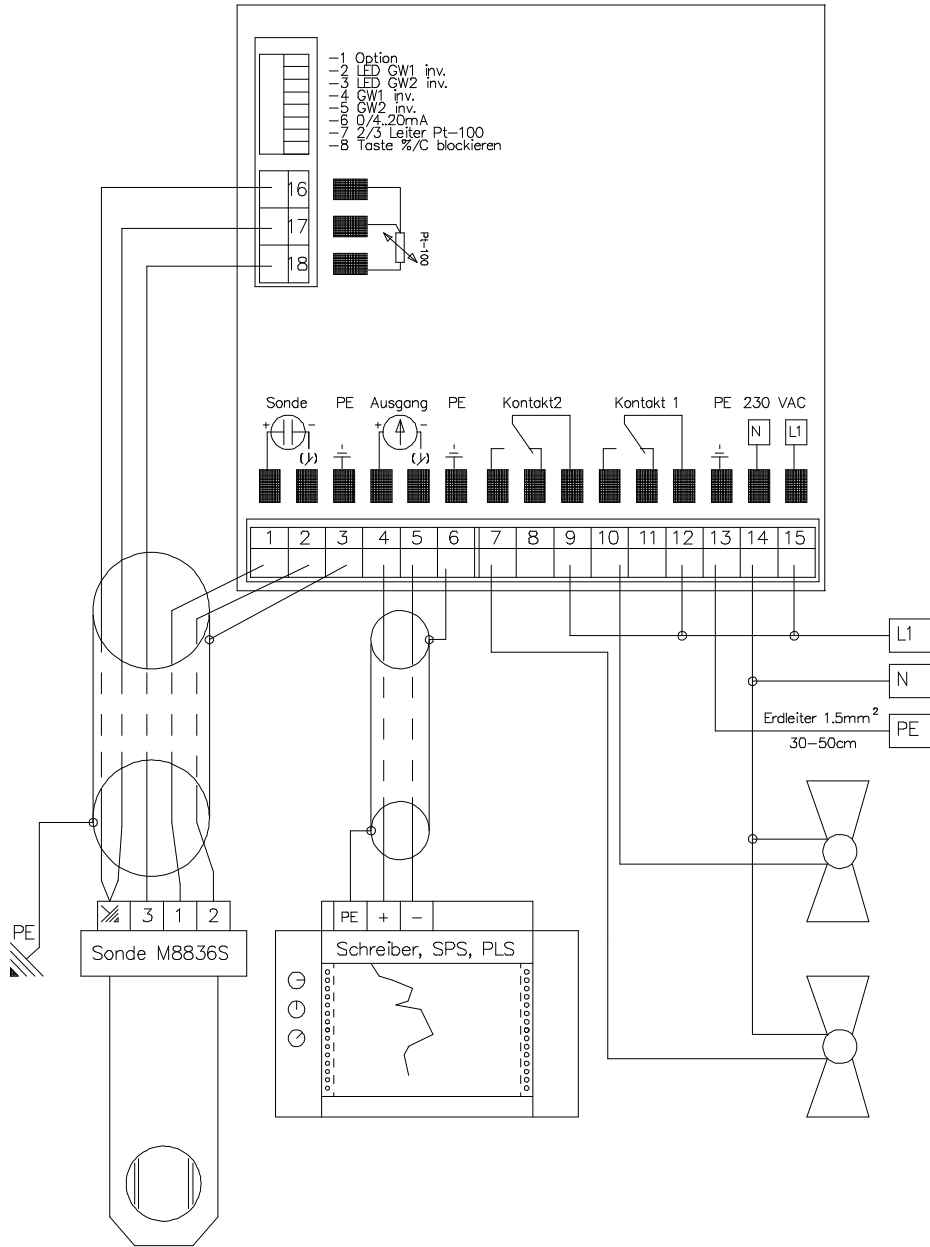 -1 Option
-2 LED GW1 inv.
-3 LED GW2 inv.
-4 GW1 inv.
-5 GW2 inv.
-6 0/4..20mA
-7 2/3 Leiter Pt-100
-8 Taste %/C blockieren
16
17
18
Pt-100
Sonde PE Ausgang PE Kontakt2 Kontakt 1 PE 230 VAC
+ - + - N L1
1 2 3 4 5 6 7 8 9 10 11 12 13 14 15
L1
N
Erdleiter 1.5mm²
30-50cm
PE
3 1 2
PE
Sonde M8836S
PE + -
Schreiber, SPS, PLS